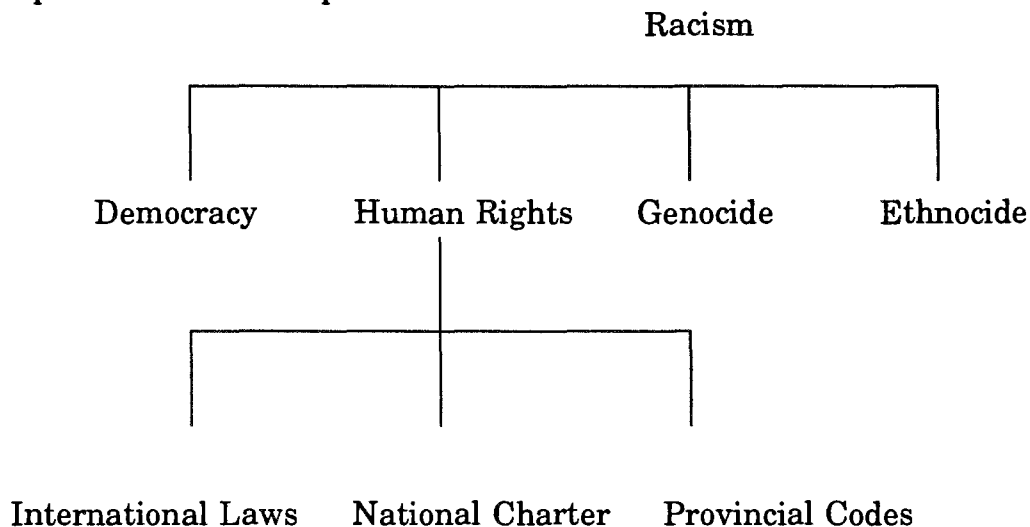 Racism
Democracy Human Rights Genocide Ethnocide
International Laws National Charter Provincial Codes